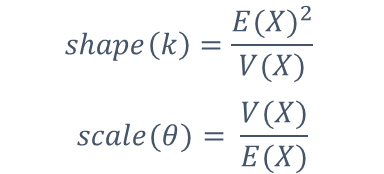 shape(k) = E(X)² / V(X)
scale(θ) = V(X) / E(X)